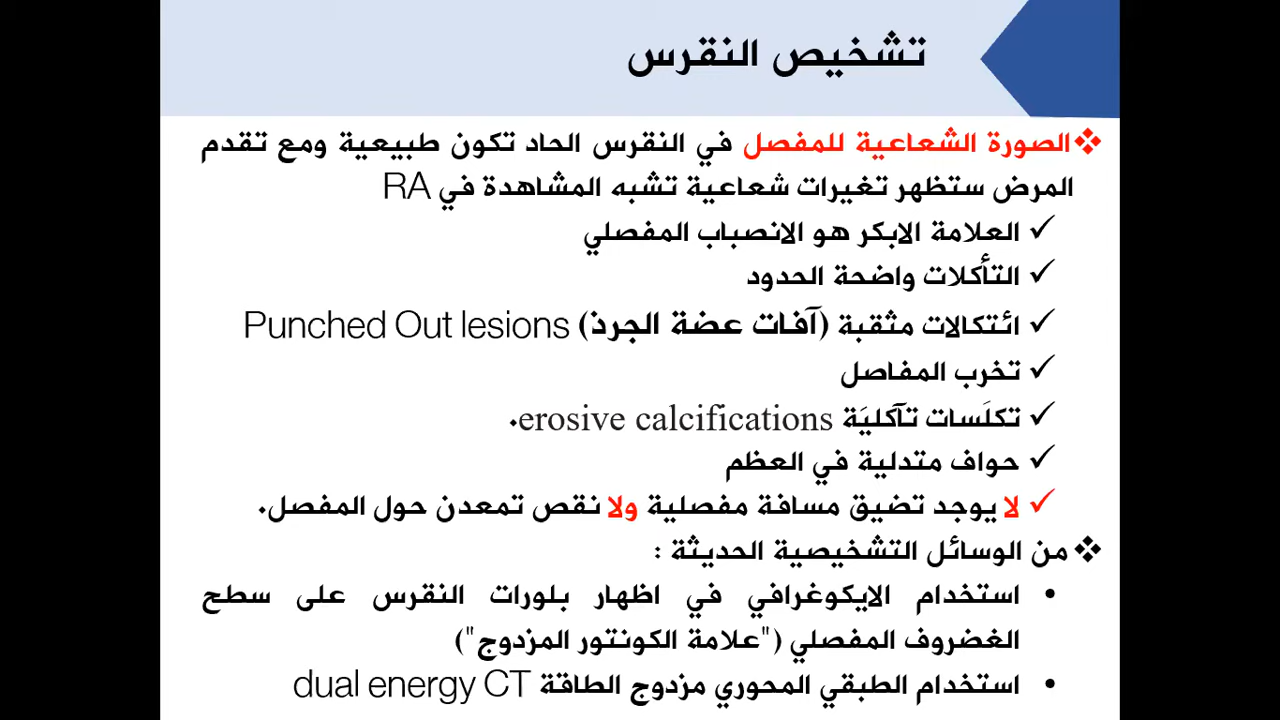 تشخيص النقرس
❖ الصورة الشعاعية للمفصل في النقرس الحاد تكون طبيعية ومع تقدم
المرض ستظهر تغيرات شعاعية تشبه المشاهدة في RA
✓ العلامة الابكر هو الانصباب المفصلي
✓ التأكلات واضحة الحدود
✓ ائتكالات مثقبة (آفات عضة الجرذ) Punched Out lesions
✓ تخرب المفاصل
✓ تكلَسات تآكليَة erosive calcifications.
✓ حواف متدلية في العظم
✓ لا يوجد تضيق مسافة مفصلية ولا نقص تمعدن حول المفصل.
❖ من الوسائل التشخيصية الحديثة :
• استخدام الايكوغرافي في اظهار بلورات النقرس على سطح
الغضروف المفصلي ("علامة الكونتور المزدوج")
• استخدام الطبقي المحوري مزدوج الطاقة dual energy CT